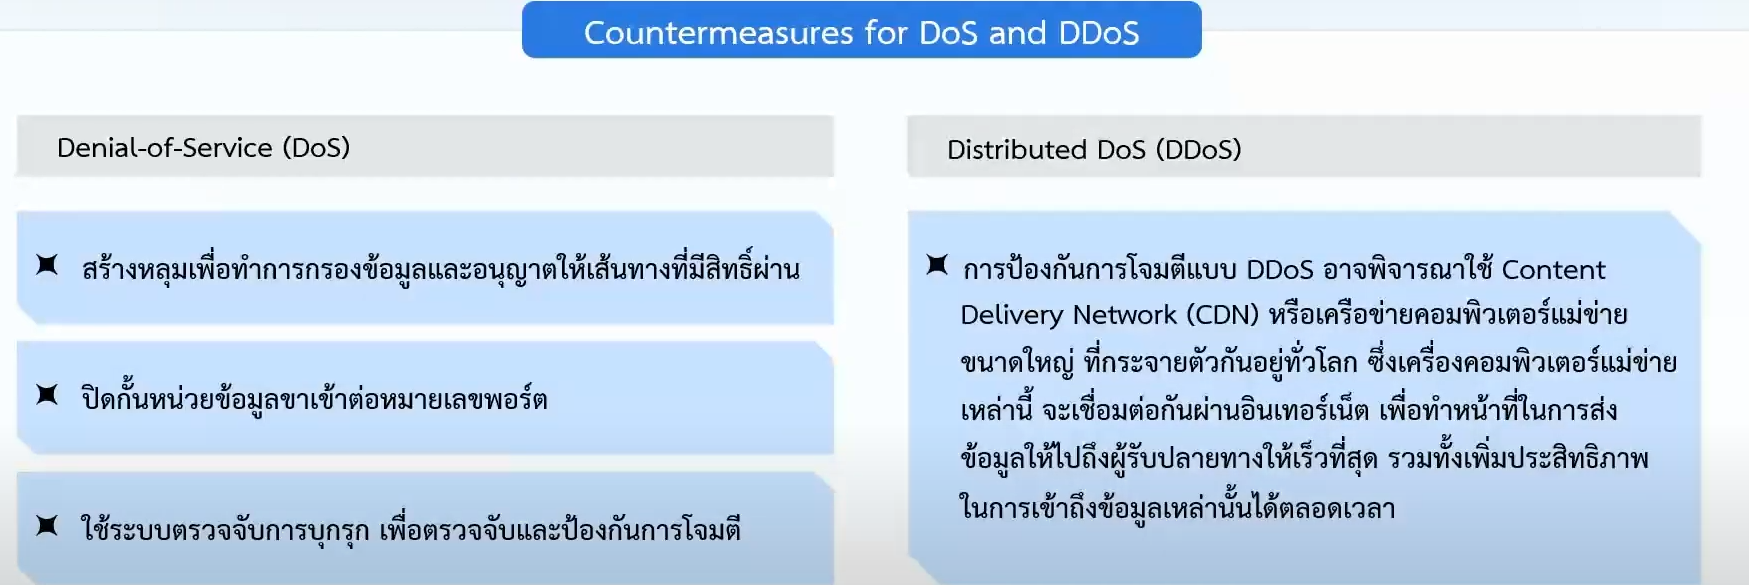 Countermeasures for DoS and DDoS
Denial-of-Service (DoS)
สร้างหลุมเพื่อทำการกรองข้อมูลและอนุญาตให้เส้นทางที่มีสิทธิ์ผ่าน
ปิดกั้นหน่วยข้อมูลขาเข้าต่อหมายเลขพอร์ต
ใช้ระบบตรวจจับการบุกรุก เพื่อตรวจจับและป้องกันการโจมตี
Distributed DoS (DDoS)
การป้องกันการโจมตีแบบ DDoS อาจพิจารณาใช้ Content
Delivery Network (CDN) หรือเครือข่ายคอมพิวเตอร์แม่ข่าย
ขนาดใหญ่ ที่กระจายตัวกันอยู่ทั่วโลก ซึ่งเครื่องคอมพิวเตอร์แม่ข่าย
เหล่านี้ จะเชื่อมต่อกันผ่านอินเทอร์เน็ต เพื่อทำหน้าที่ในการส่ง
ข้อมูลให้ไปถึงผู้รับปลายทางให้เร็วที่สุด รวมทั้งเพิ่มประสิทธิภาพ
ในการเข้าถึงข้อมูลเหล่านั้นได้ตลอดเวลา